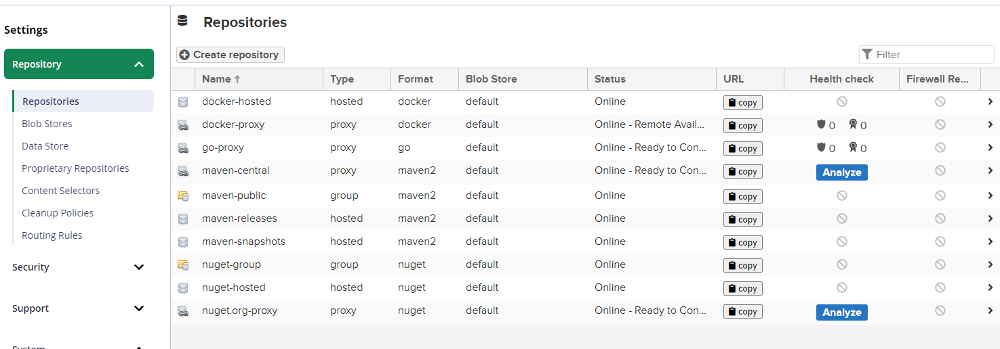 Settings
Repository
Repositories
Blob Stores
Data Store
Proprietary Repositories
Content Selectors
Cleanup Policies
Routing Rules
Security
Support
System
Repositories
Create repository
Filter
Name Type Format Blob Store Status URL Health check Firewall Re...
docker-hosted hosted docker default Online copy
docker-proxy proxy docker default Online - Remote Avail... copy 0 0
go-proxy proxy go default Online - Ready to Con... copy 0 0
maven-central proxy maven2 default Online - Ready to Con... copy Analyze
maven-public group maven2 default Online copy
maven-releases hosted maven2 default Online copy
maven-snapshots hosted maven2 default Online copy
nuget-group group nuget default Online copy
nuget-hosted hosted nuget default Online copy
nuget.org-proxy proxy nuget default Online - Ready to Con... copy Analyze